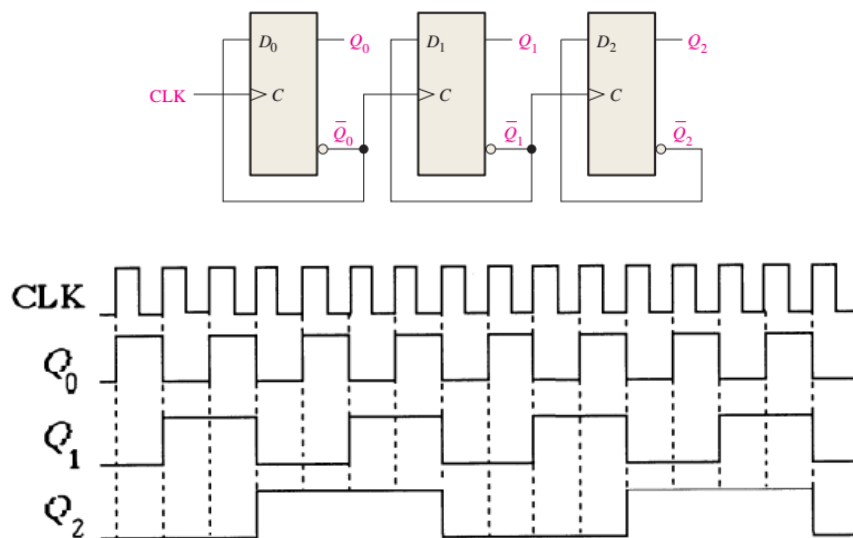 D₀ Q₀ D₁ Q₁ D₂ Q₂
CLK C C C
Q̅₀ Q̅₁ Q̅₂
CLK
Q₀
Q₁
Q₂